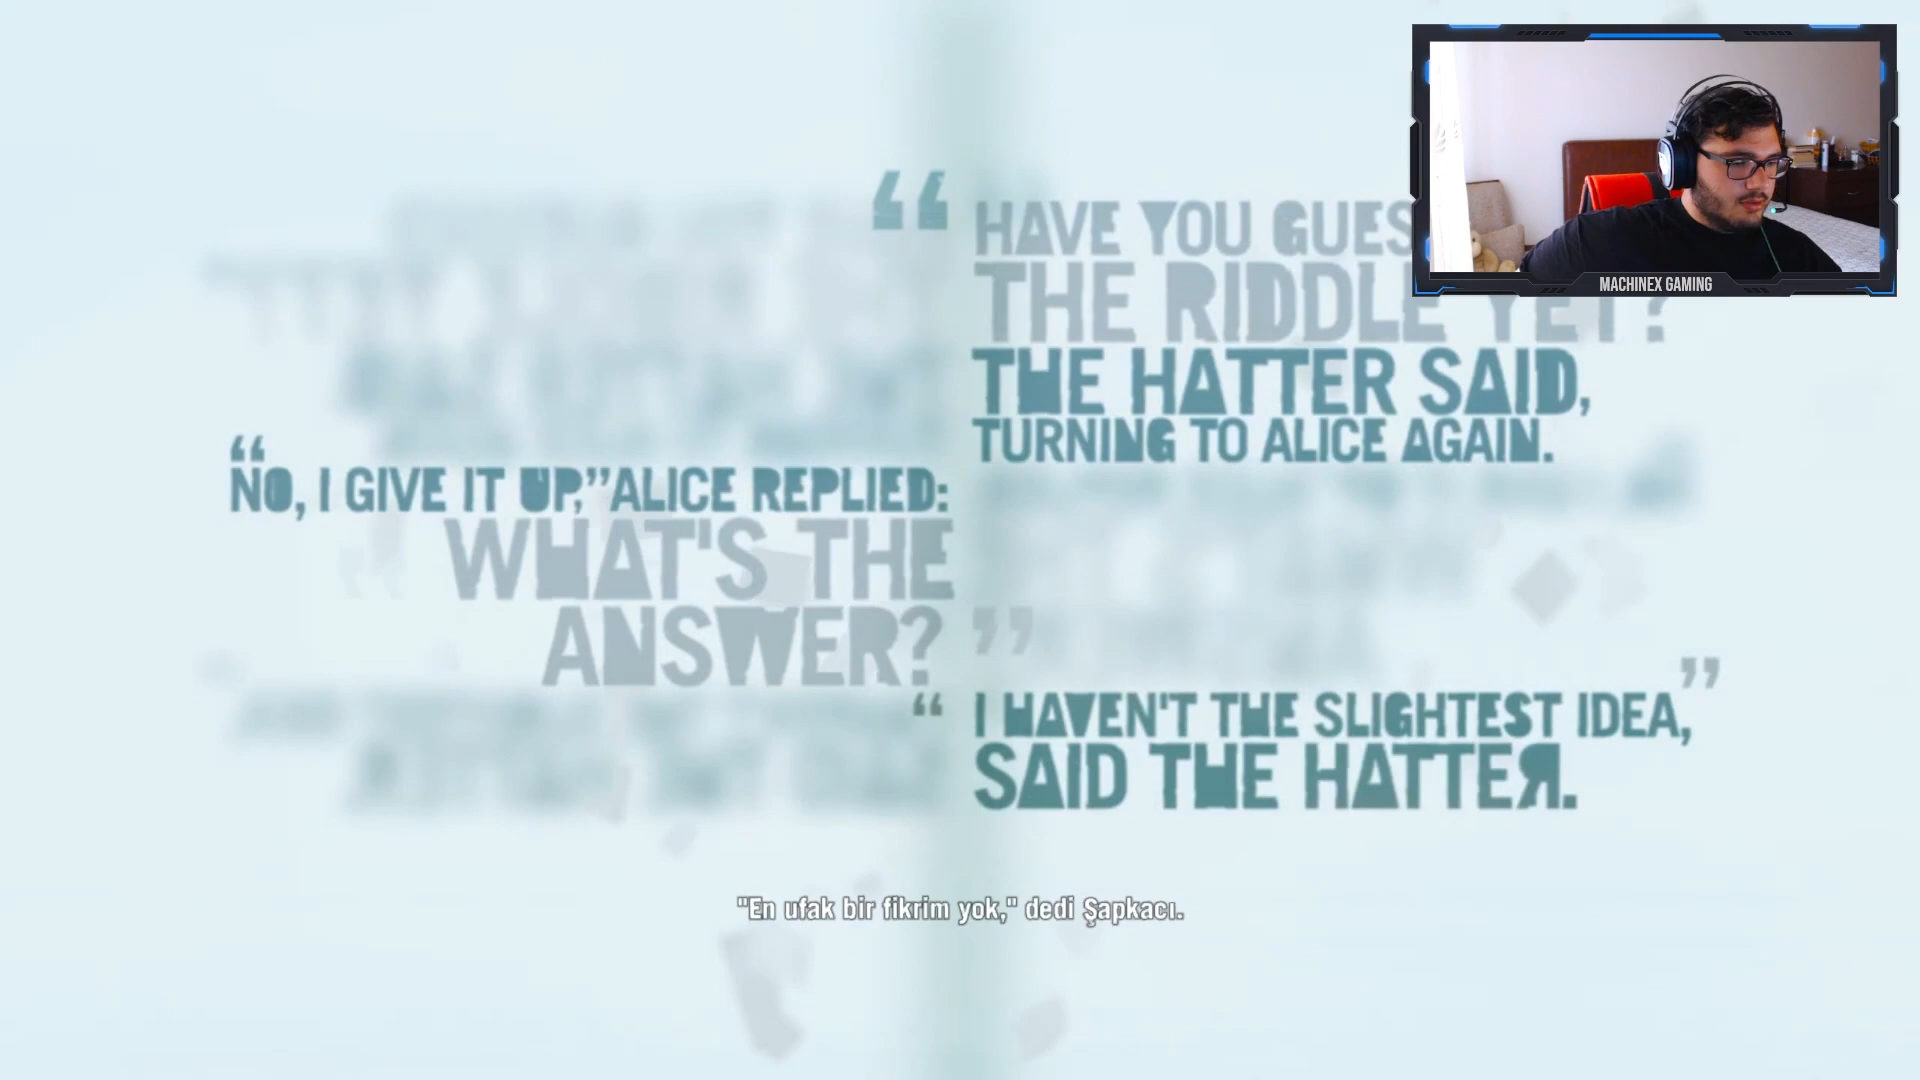 “ HAVE YOU GUES
THE RIDDLE YET?
THE HATTER SAID,
TURNING TO ALICE AGAIN.
“NO, I GIVE IT UP,”ALICE REPLIED:
WHAT'S THE
ANSWER? ”
“ I HAVEN'T THE SLIGHTEST IDEA, ”
SAID THE HATTEЯ.
"En ufak bir fikrim yok," dedi Şapkacı.
MACHINEX GAMING